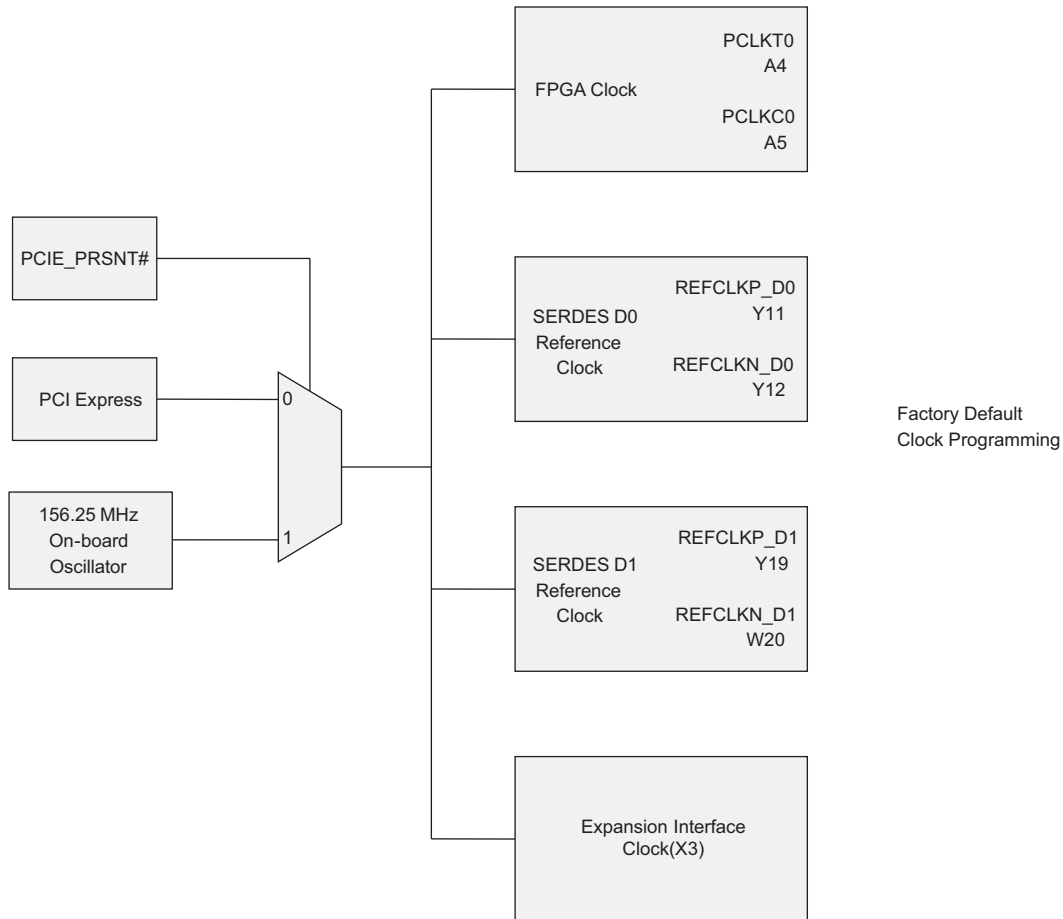 PCLKT0
A4
FPGA Clock
PCLKC0
A5
PCIE_PRSNT#
REFCLKP_D0
Y11
SERDES D0
Reference
Clock
REFCLKN_D0
Y12
PCI Express
0
Factory Default
Clock Programming
156.25 MHz
On-board
Oscillator
1
REFCLKP_D1
Y19
SERDES D1
Reference
Clock
REFCLKN_D1
W20
Expansion Interface
Clock(X3)